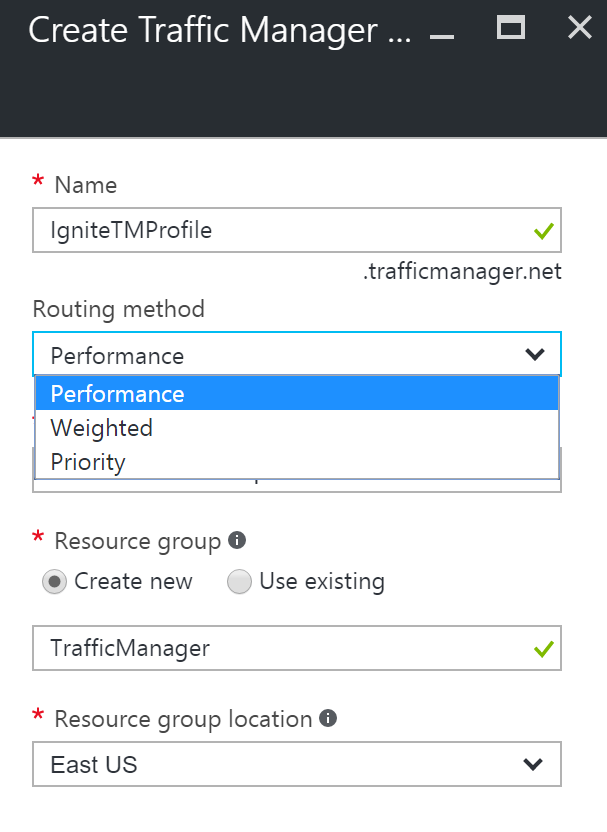 Create Traffic Manager ...
* Name
IgniteTMProfile
.trafficmanager.net
Routing method
Performance
Performance
Weighted
Priority
* Resource group
Create new Use existing
TrafficManager
* Resource group location
East US